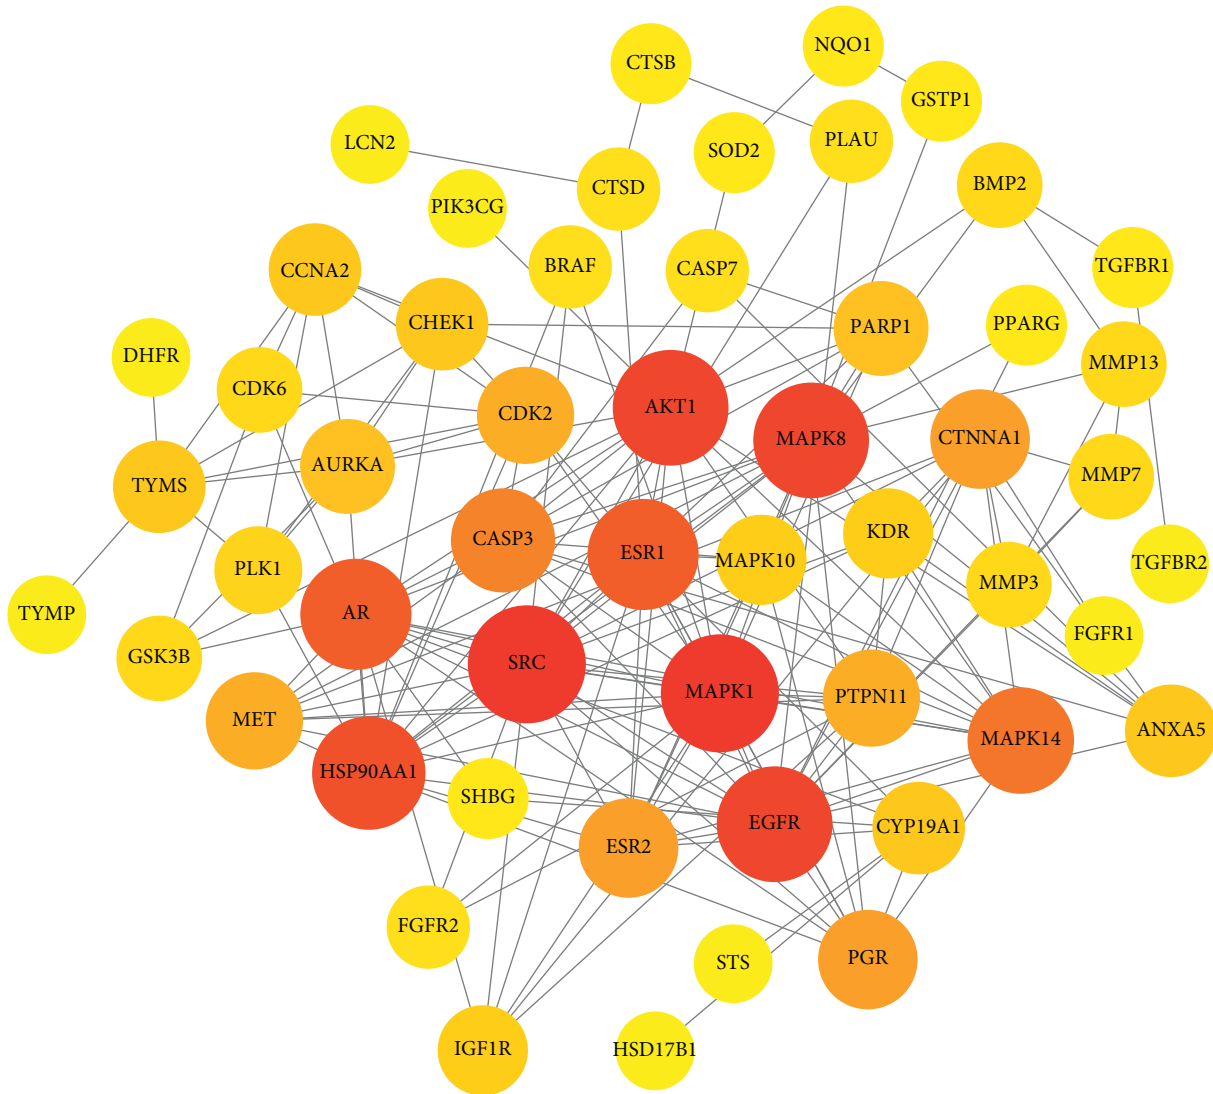 NQO1
CTSB
GSTP1
LCN2
PLAU
SOD2
CTSD
BMP2
PIK3CG
BRAF
CASP7
TGFBR1
CCNA2
CHEK1
PARP1
PPARG
DHFR
MMP13
CDK6
AKT1
CDK2
MAPK8
CTNNA1
AURKA
MMP7
TYMS
KDR
CASP3
ESR1
MAPK10
TGFBR2
PLK1
MMP3
TYMP
AR
FGFR1
GSK3B
SRC
MAPK1
PTPN11
MET
ANXA5
MAPK14
HSP90AA1
SHBG
EGFR
CYP19A1
ESR2
FGFR2
PGR
STS
IGF1R
HSD17B1